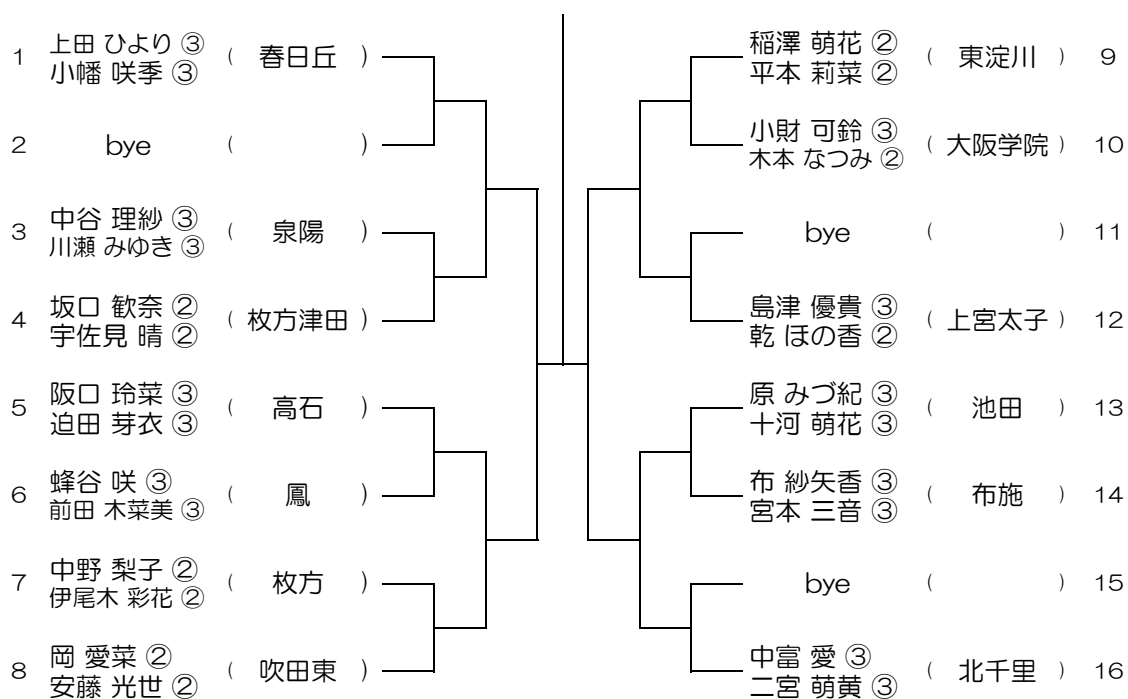 1 上田 ひより ③ ( 春日丘 )
小幡 咲季 ③
2 bye ( )
3 中谷 理紗 ③ ( 泉陽 )
川瀬 みゆき ③
4 坂口 歓奈 ② ( 枚方津田 )
宇佐見 晴 ②
5 阪口 玲菜 ③ ( 高石 )
迫田 芽衣 ③
6 蜂谷 咲 ③ ( 鳳 )
前田 木菜美 ③
7 中野 梨子 ② ( 枚方 )
伊尾木 彩花 ②
8 岡 愛菜 ② ( 吹田東 )
安藤 光世 ②
稲澤 萌花 ② ( 東淀川 ) 9
平本 莉菜 ②
小財 可鈴 ③ ( 大阪学院 ) 10
木本 なつみ ②
bye ( ) 11
島津 優貴 ③ ( 上宮太子 ) 12
乾 ほの香 ②
原 みづ紀 ③ ( 池田 ) 13
十河 萌花 ③
布 紗矢香 ③ ( 布施 ) 14
宮本 三音 ③
bye ( ) 15
中富 愛 ③ ( 北千里 ) 16
二宮 萌黄 ③